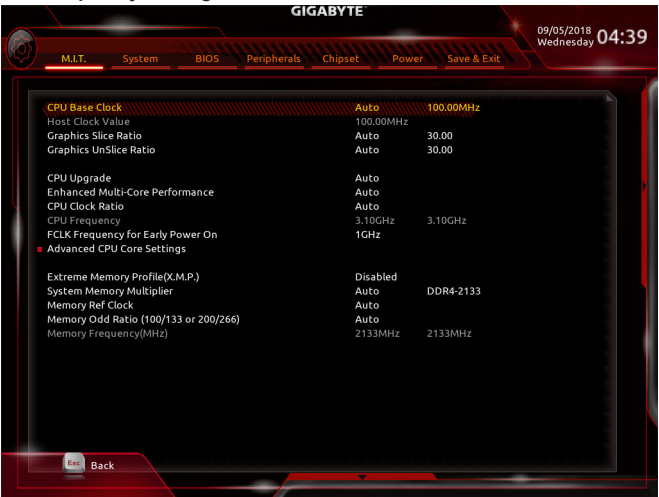 GIGABYTE
09/05/2018 Wednesday 04:39
M.I.T. System BIOS Peripherals Chipset Power Save & Exit
CPU Base Clock Auto 100.00MHz
Host Clock Value 100.00MHz
Graphics Slice Ratio Auto 30.00
Graphics UnSlice Ratio Auto 30.00
CPU Upgrade Auto
Enhanced Multi-Core Performance Auto
CPU Clock Ratio Auto
CPU Frequency 3.10GHz 3.10GHz
FCLK Frequency for Early Power On 1GHz
Advanced CPU Core Settings
Extreme Memory Profile(X.M.P.) Disabled
System Memory Multiplier Auto DDR4-2133
Memory Ref Clock Auto
Memory Odd Ratio (100/133 or 200/266) Auto
Memory Frequency(MHz) 2133MHz 2133MHz
Esc Back